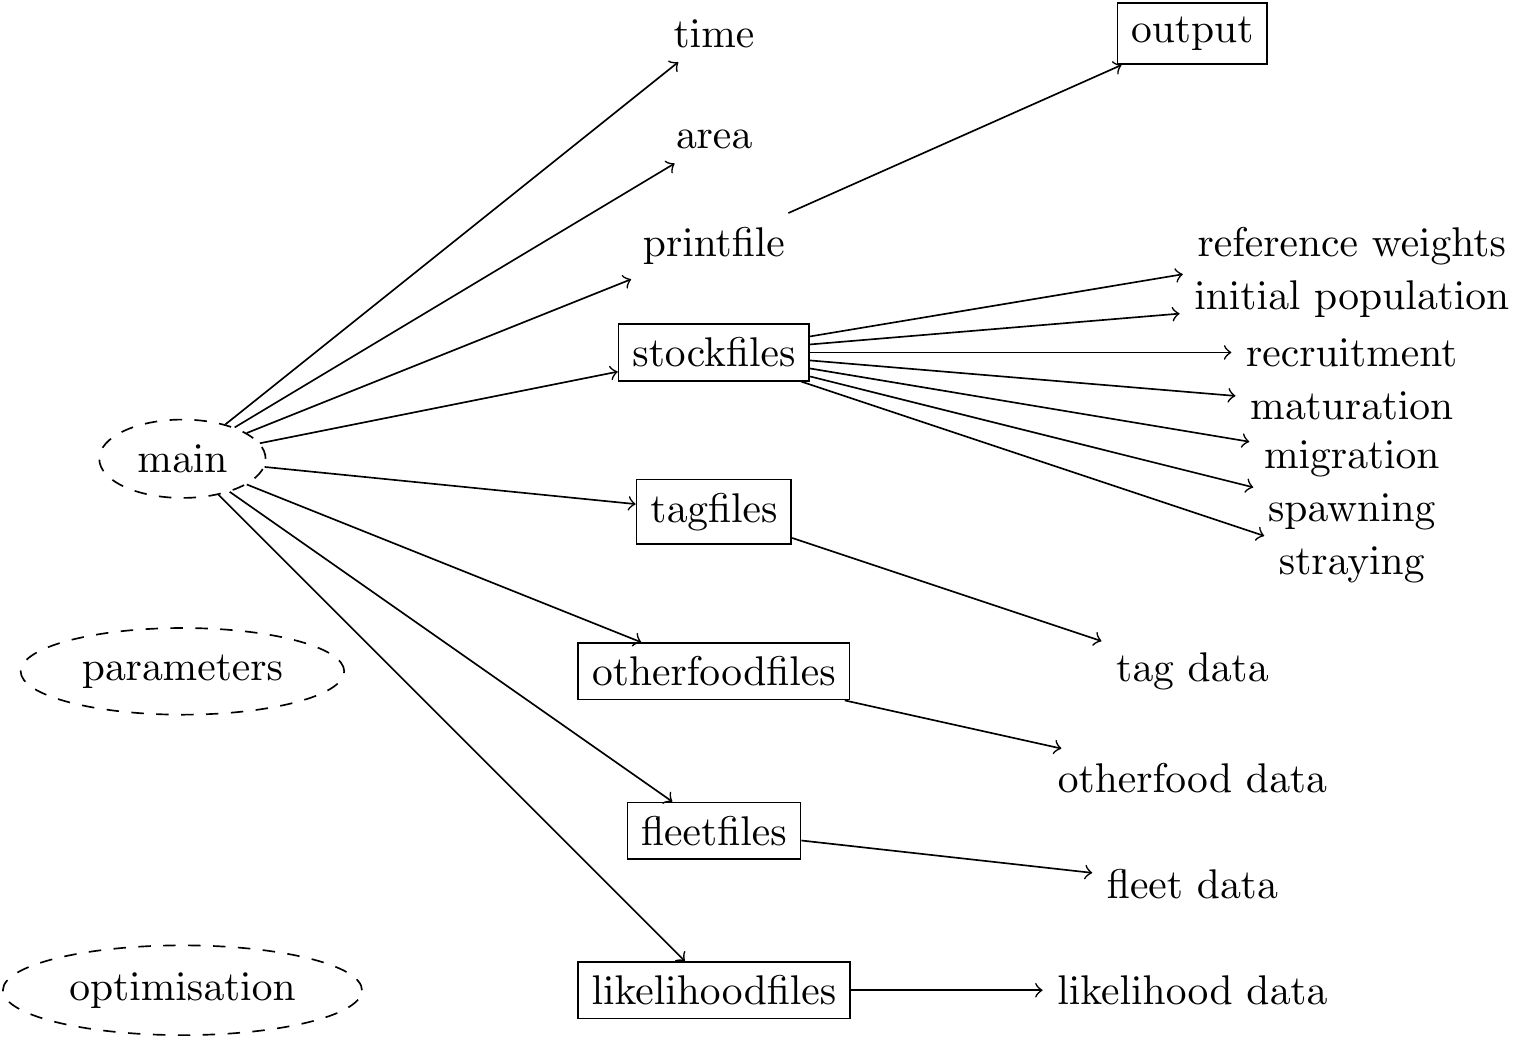 time
output
area
printfile
reference weights
initial population
stockfiles
recruitment
maturation
main
migration
tagfiles
spawning
straying
parameters
otherfoodfiles
tag data
otherfood data
fleetfiles
fleet data
optimisation
likelihoodfiles
likelihood data